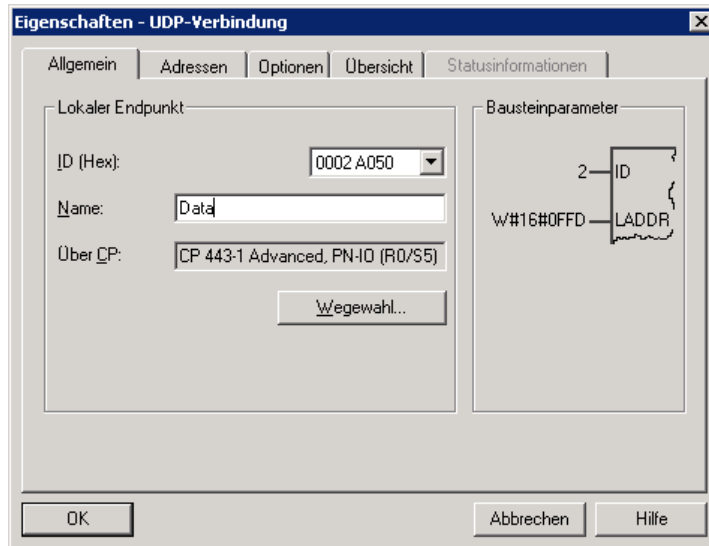 Eigenschaften - UDP-Verbindung
Allgemein Adressen Optionen Übersicht Statusinformationen
Lokaler Endpunkt
ID (Hex): 0002 A050
Name: Data
Über CP: CP 443-1 Advanced, PN-IO (R0/S5)
Wegewahl...
Bausteinparameter
2 ID
W#16#0FFD LADDR
OK Abbrechen Hilfe